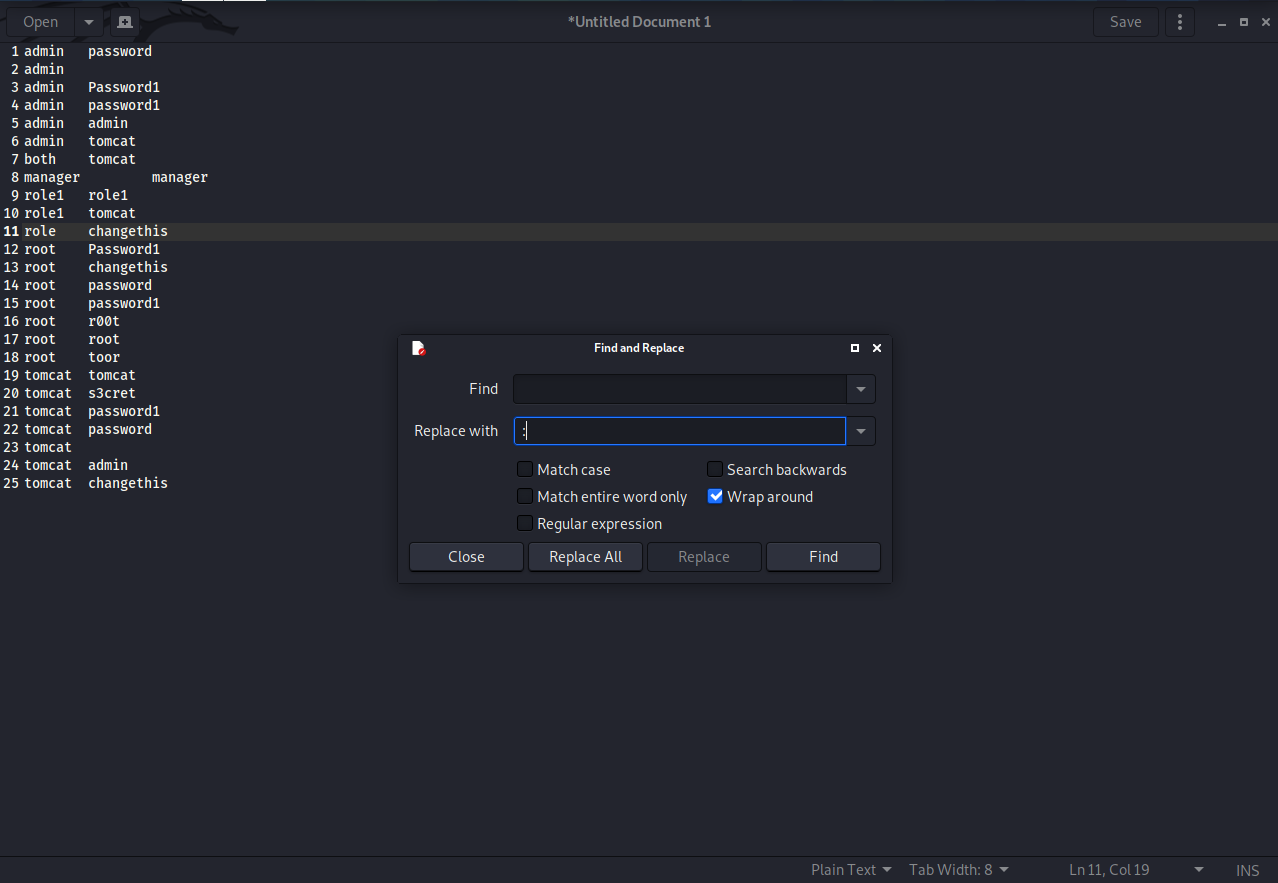 Open
*Untitled Document 1
Save
1 admin password
2 admin
3 admin Password1
4 admin password1
5 admin admin
6 admin tomcat
7 both tomcat
8 manager manager
9 role1 role1
10 role1 tomcat
11 role changethis
12 root Password1
13 root changethis
14 root password
15 root password1
16 root r00t
17 root root
18 root toor
19 tomcat tomcat
20 tomcat s3cret
21 tomcat password1
22 tomcat password
23 tomcat
24 tomcat admin
25 tomcat changethis
Find and Replace
Find
Replace with :
Match case Search backwards
Match entire word only Wrap around
Regular expression
Close Replace All Replace Find
Plain Text Tab Width: 8 Ln 11, Col 19 INS